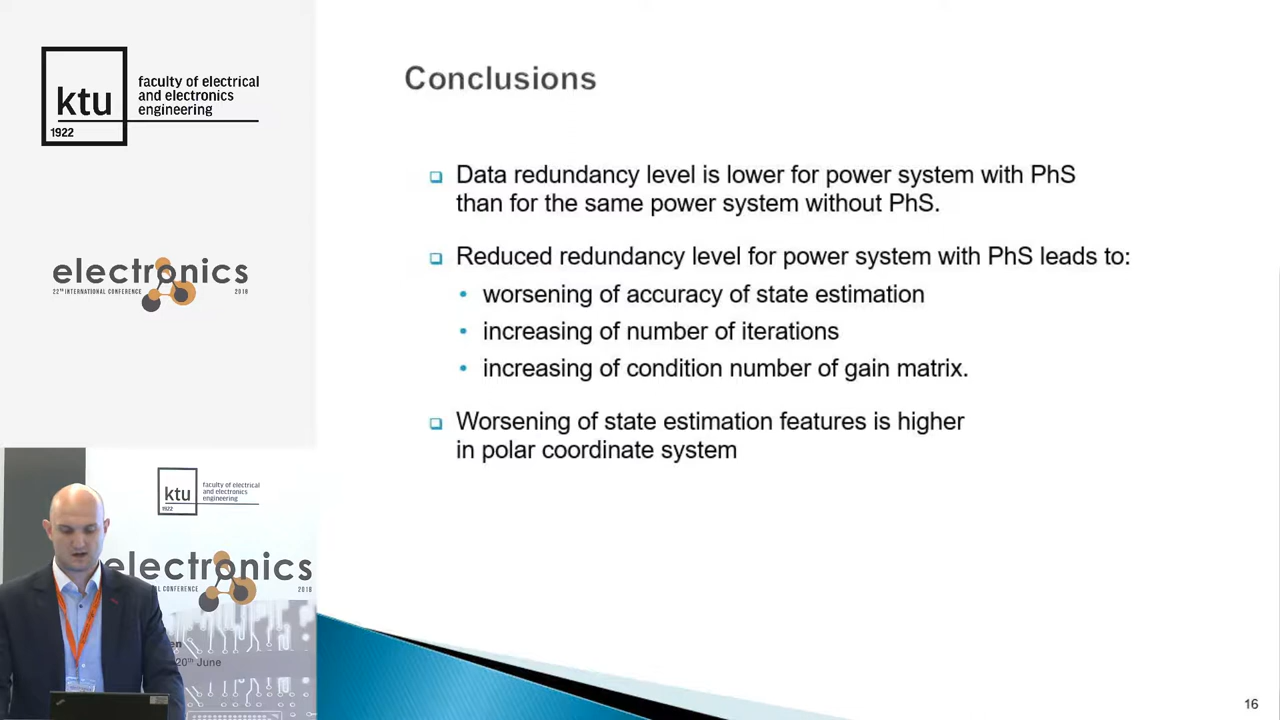 ktu
1922
faculty of electrical
and electronics
engineering
electronics
22TH INTERNATIONAL CONFERENCE 2018
Conclusions
Data redundancy level is lower for power system with PhS
than for the same power system without PhS.
Reduced redundancy level for power system with PhS leads to:
worsening of accuracy of state estimation
increasing of number of iterations
increasing of condition number of gain matrix.
Worsening of state estimation features is higher
in polar coordinate system
16
ktu
1922
faculty of electrical
and electronics
engineering
electronics
CONFERENCE 2018
20th June